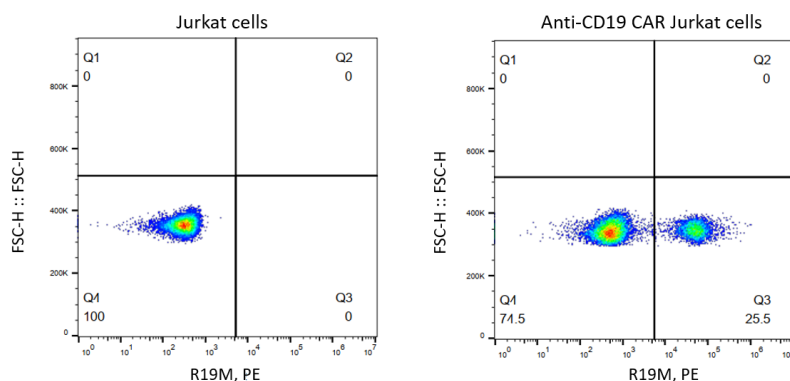 Jurkat cells
Q1
0
Q2
0
800K
600K
400K
200K
0
Q4
100
Q3
0
10^0 10^1 10^2 10^3 10^4 10^5 10^6 10^7
FSC-H :: FSC-H
R19M, PE
Anti-CD19 CAR Jurkat cells
Q1
0
Q2
0
800K
600K
400K
200K
0
Q4
74.5
Q3
25.5
10^0 10^1 10^2 10^3 10^4 10^5 10^6
FSC-H :: FSC-H
R19M, PE